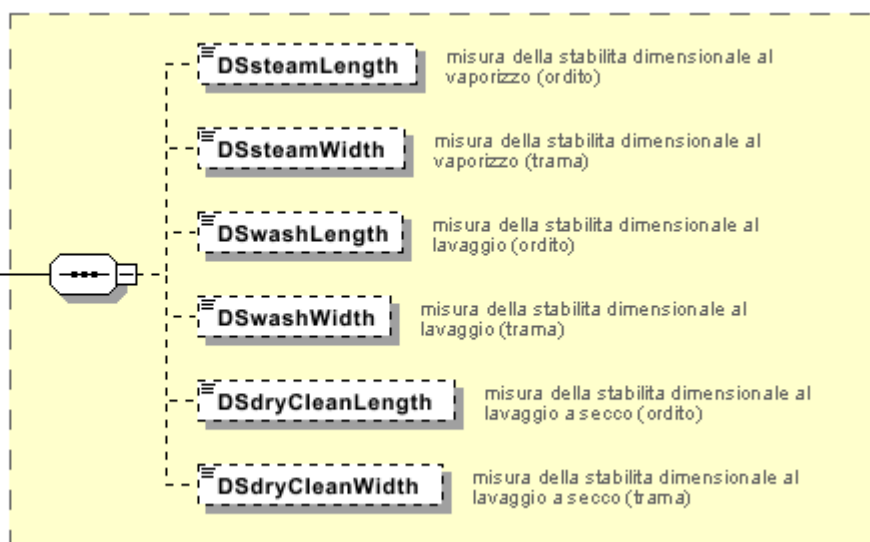 DSsteamLength
misura della stabilita dimensionale al
vaporizzo (ordito)
DSsteamWidth
misura della stabilita dimensionale al
vaporizzo (trama)
DSwashLength
misura della stabilita dimensionale al
lavaggio (ordito)
DSwashWidth
misura della stabilita dimensionale al
lavaggio (trama)
DSdryCleanLength
misura della stabilita dimensionale al
lavaggio a secco (ordito)
DSdryCleanWidth
misura della stabilita dimensionale al
lavaggio a secco (trama)